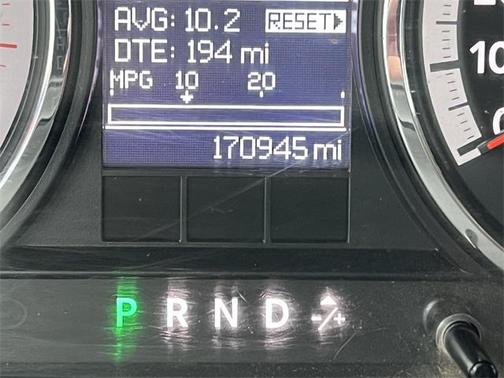 AVG: 10.2 RESET
DTE: 194 mi
MPG 10 20
170945 mi
P R N D -/+